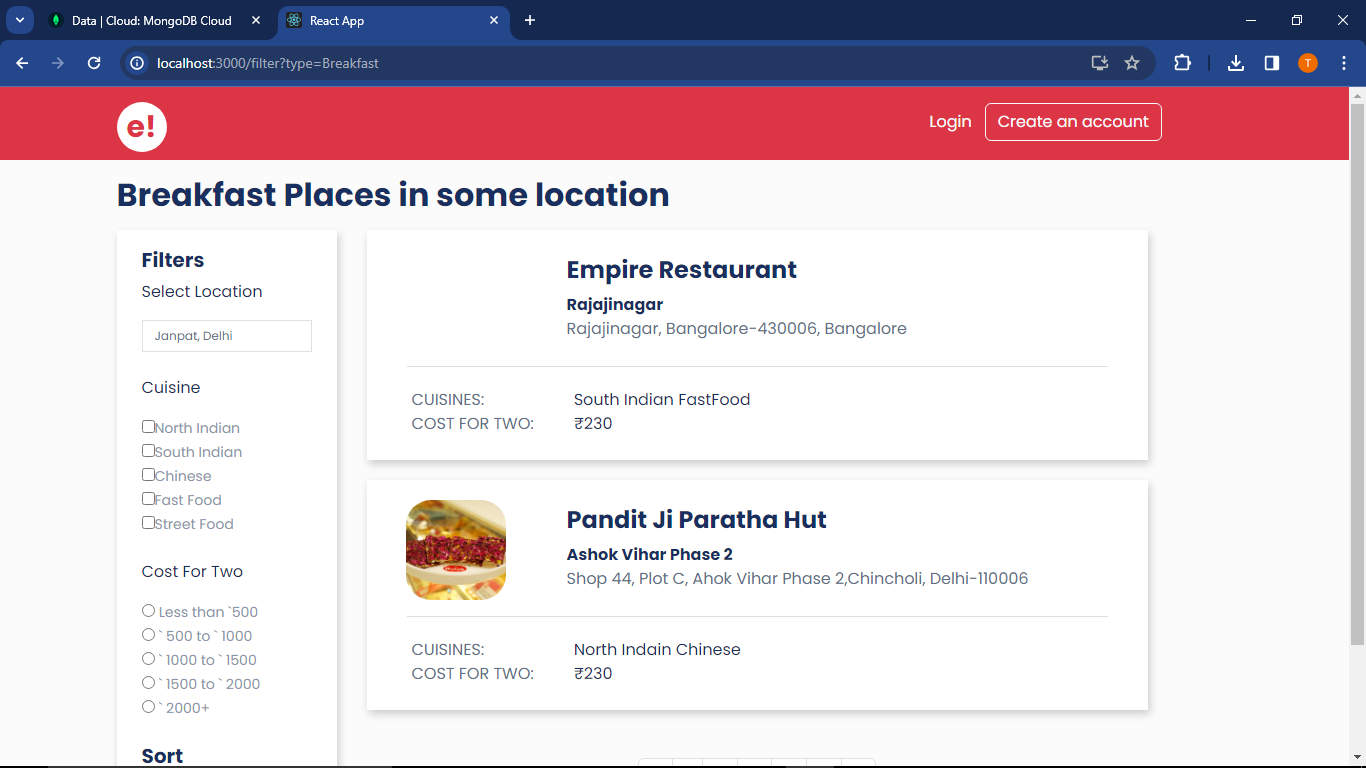 Data | Cloud: MongoDB Cloud
React App
localhost:3000/filter?type=Breakfast
T
e!
Login
Create an account
Breakfast Places in some location
Filters
Select Location
Janpat, Delhi
Cuisine
North Indian
South Indian
Chinese
Fast Food
Street Food
Cost For Two
Less than `500
` 500 to ` 1000
` 1000 to ` 1500
` 1500 to ` 2000
` 2000+
Sort
Empire Restaurant
Rajajinagar
Rajajinagar, Bangalore-430006, Bangalore
CUISINES: South Indian FastFood
COST FOR TWO: ₹230
Pandit Ji Paratha Hut
Ashok Vihar Phase 2
Shop 44, Plot C, Ahok Vihar Phase 2,Chincholi, Delhi-110006
CUISINES: North Indain Chinese
COST FOR TWO: ₹230